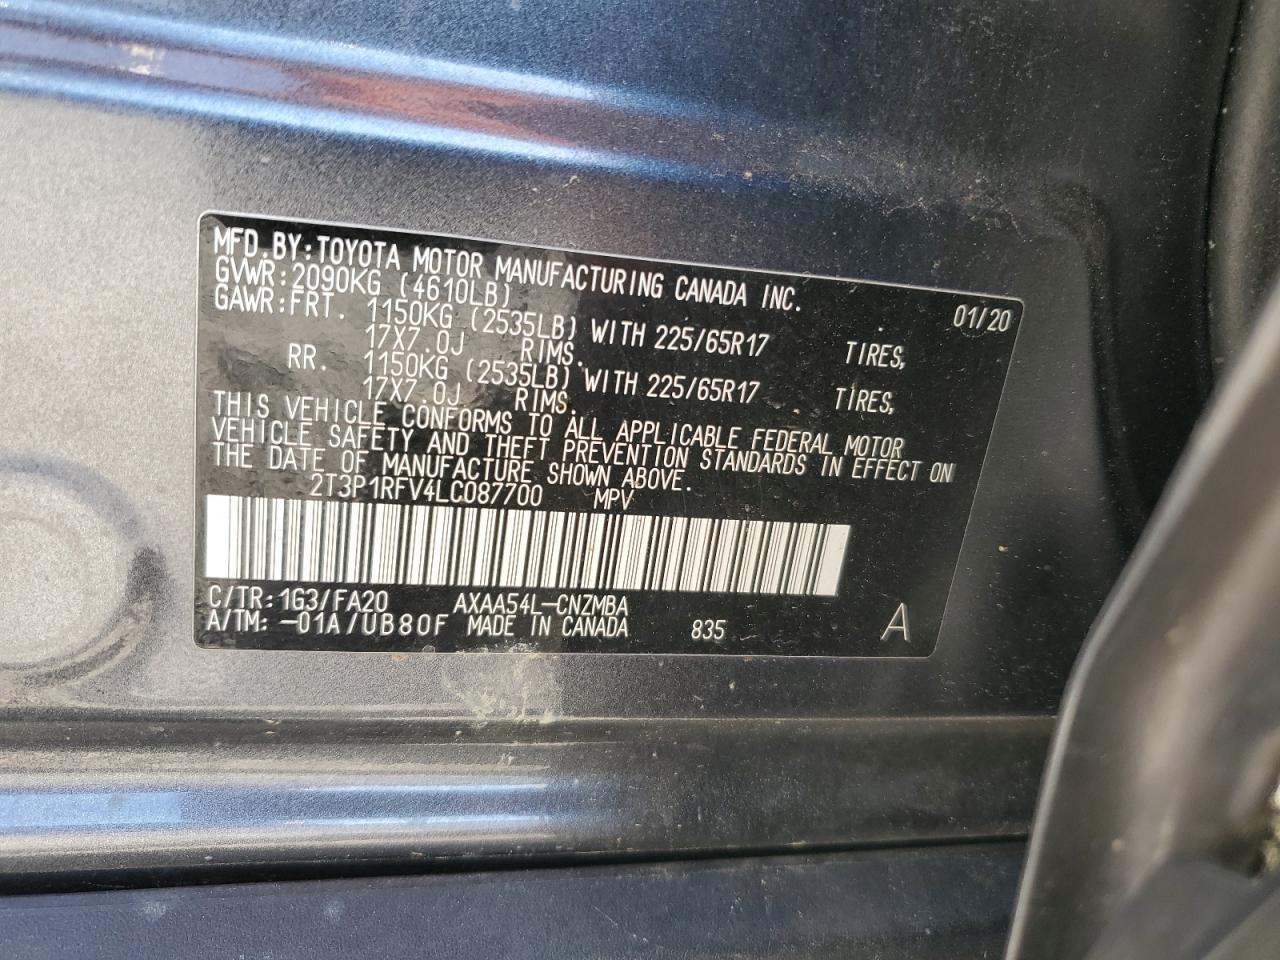 MFD.BY:TOYOTA MOTOR MANUFACTURING CANADA INC.
GVWR:2090KG (4610LB) 01/20
GAWR:FRT. 1150KG (2535LB) WITH 225/65R17 TIRES,
17X7.0J RIMS.
RR. 1150KG (2535LB) WITH 225/65R17 TIRES,
17X7.0J RIMS.
THIS VEHICLE CONFORMS TO ALL APPLICABLE FEDERAL MOTOR
VEHICLE SAFETY AND THEFT PREVENTION STANDARDS IN EFFECT ON
THE DATE OF MANUFACTURE SHOWN ABOVE.
2T3P1RFV4LC087700 MPV
C/TR:1G3/FA20 AXAA54L-CNZMBA
A/TM: -01A/UB80F MADE IN CANADA 835 A